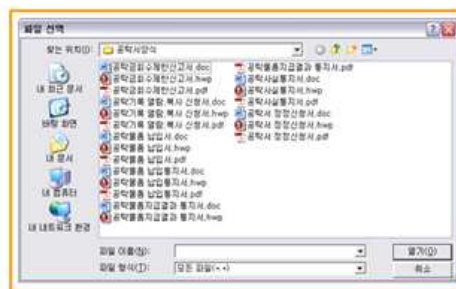 파일 선택
찾는 위치(I):
공탁서양식
내 최근 문서
바탕 화면
내 문서
내 컴퓨터
내 네트워크 환경
공탁금회수제한신고서.doc
공탁금회수제한신고서.hwp
공탁금회수제한신고서.pdf
공탁기록 열람.복사 신청서.doc
공탁기록 열람.복사 신청서.hwp
공탁기록 열람.복사 신청서.pdf
공탁물품 납입서.doc
공탁물품 납입서.hwp
공탁물품 납입서.pdf
공탁물품 납입통지서.doc
공탁물품 납입통지서.hwp
공탁물품 납입통지서.pdf
공탁물품지급결과 통지서.doc
공탁물품지급결과 통지서.hwp
공탁물품지급결과 통지서.pdf
공탁사실통지서.doc
공탁사실통지서.hwp
공탁사실통지서.pdf
공탁서 정정신청서.doc
공탁서 정정신청서.hwp
공탁서 정정신청서.pdf
파일 이름(N):
열기(O)
파일 형식(T):
모든 파일(*.*)
취소